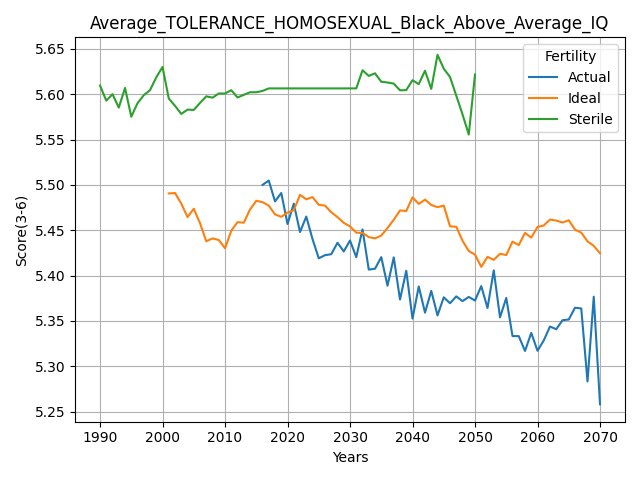 Average_TOLERANCE_HOMOSEXUAL_Black_Above_Average_IQ
Fertility
Actual
Ideal
Sterile
Score(3-6)
5.65
5.60
5.55
5.50
5.45
5.40
5.35
5.30
5.25
1990 2000 2010 2020 2030 2040 2050 2060 2070
Years